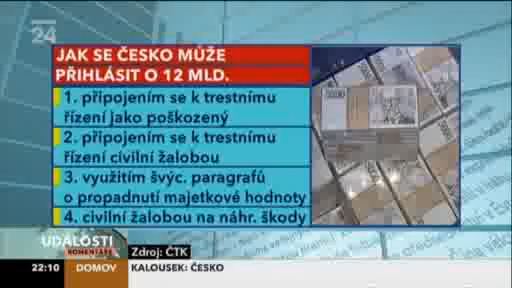 24
JAK SE ČESKO MŮŽE
PŘIHLÁSIT O 12 MLD.
1. připojením se k trestnímu
řízení jako poškozený
2. připojením se k trestnímu
řízení civilní žalobou
3. využitím švýc. paragrafů
o propadnutí majetkové hodnoty
4. civilní žalobou na náhr. škody
UDÁLOSTI
KOMENTÁŘE
Zdroj: ČTK
22:10 DOMOV KALOUSEK: ČESKO